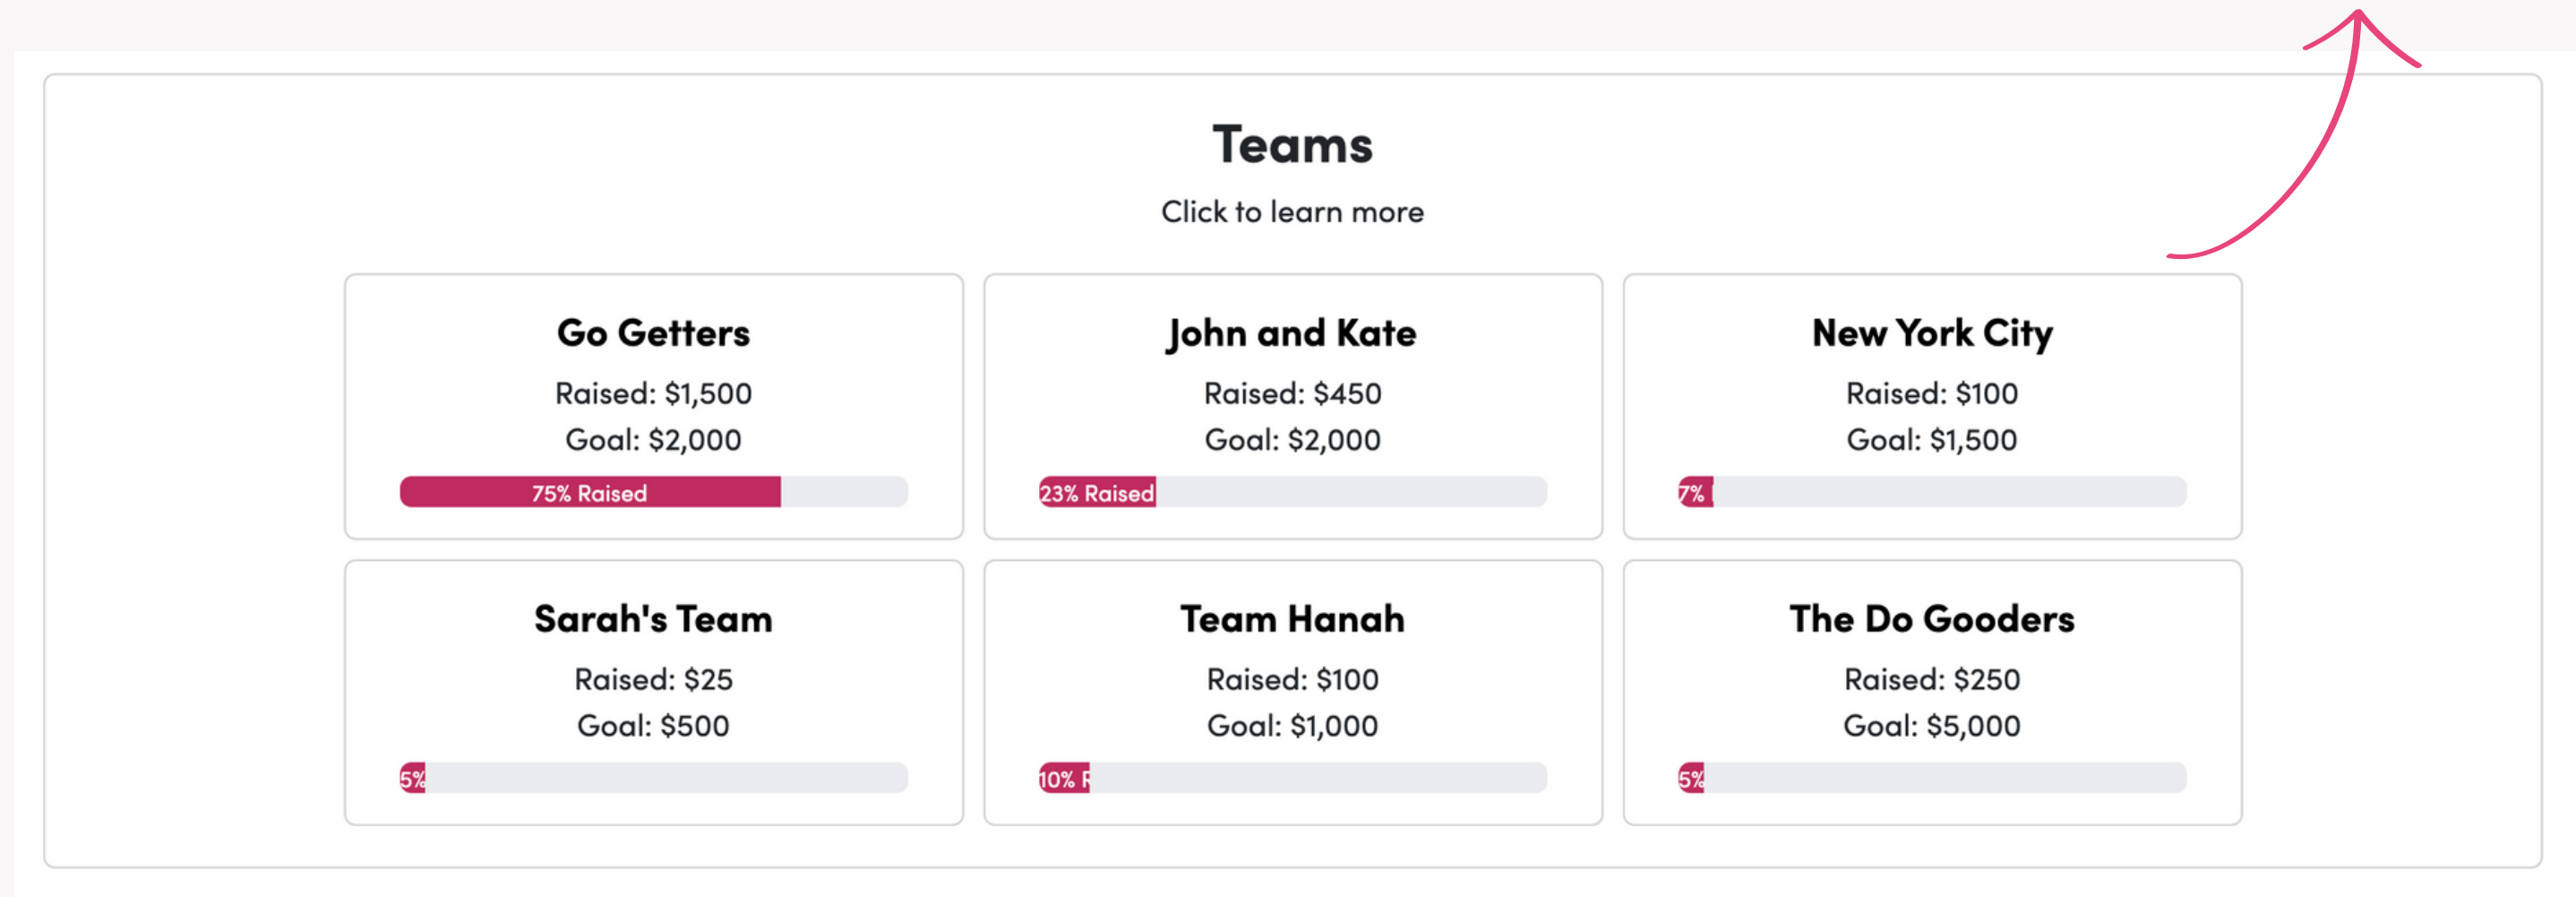 Teams
Click to learn more
Go Getters
Raised: $1,500
Goal: $2,000
75% Raised
John and Kate
Raised: $450
Goal: $2,000
23% Raised
New York City
Raised: $100
Goal: $1,500
7%
Sarah's Team
Raised: $25
Goal: $500
5%
Team Hanah
Raised: $100
Goal: $1,000
10%
The Do Gooders
Raised: $250
Goal: $5,000
5%